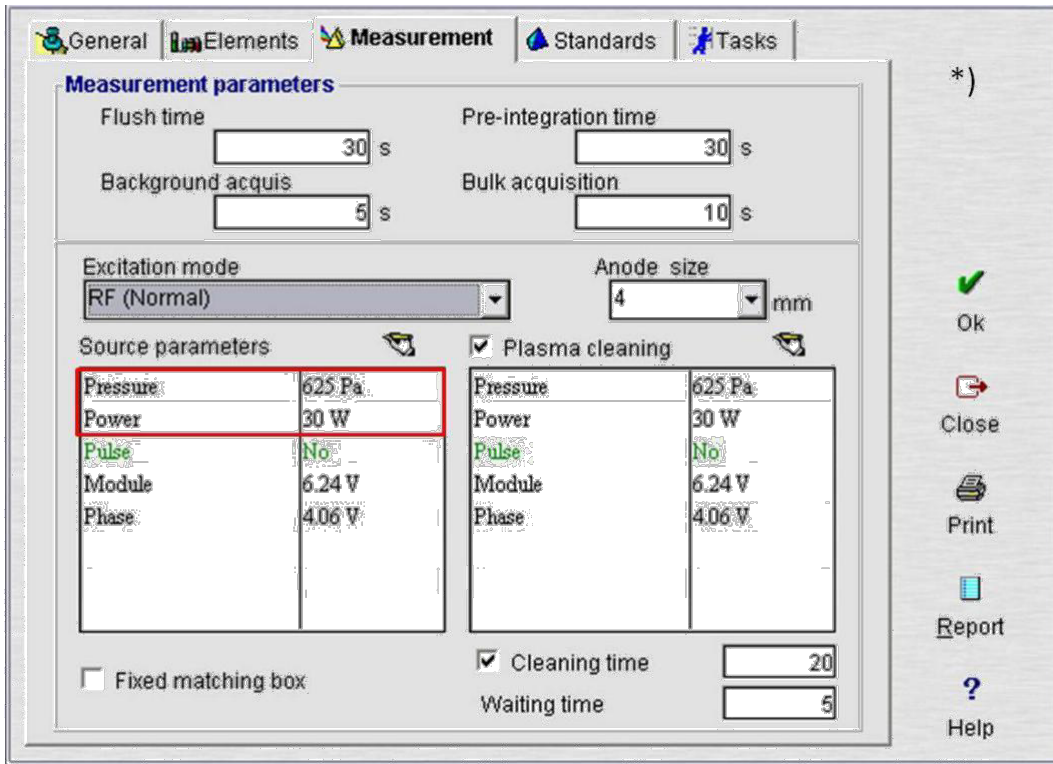 General Elements Measurement Standards Tasks
*)
Measurement parameters
Flush time Pre-integration time
30 s 30 s
Background acquis Bulk acquisition
5 s 10 s
Excitation mode Anode size
RF (Normal) 4 mm
Ok
Source parameters Plasma cleaning
Pressure 625 Pa Pressure 625 Pa
Power 30 W Power 30 W
Close
Pulse No Pulse No
Module 6.24 V Module 6.24 V
Phase 4.06 V Phase 4.06 V
Print
Report
Fixed matching box Cleaning time 20
Waiting time 5
? 
Help